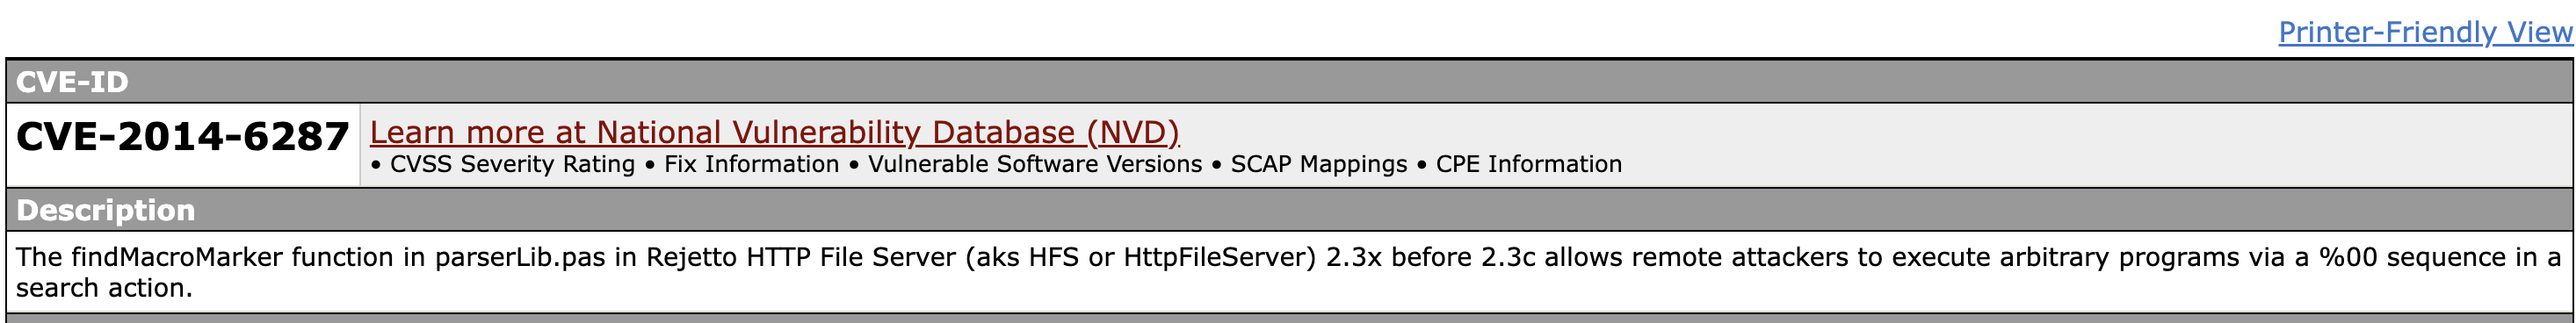 Printer-Friendly View
CVE-ID
CVE-2014-6287 Learn more at National Vulnerability Database (NVD)
• CVSS Severity Rating • Fix Information • Vulnerable Software Versions • SCAP Mappings • CPE Information
Description
The findMacroMarker function in parserLib.pas in Rejetto HTTP File Server (aks HFS or HttpFileServer) 2.3x before 2.3c allows remote attackers to execute arbitrary programs via a %00 sequence in a
search action.